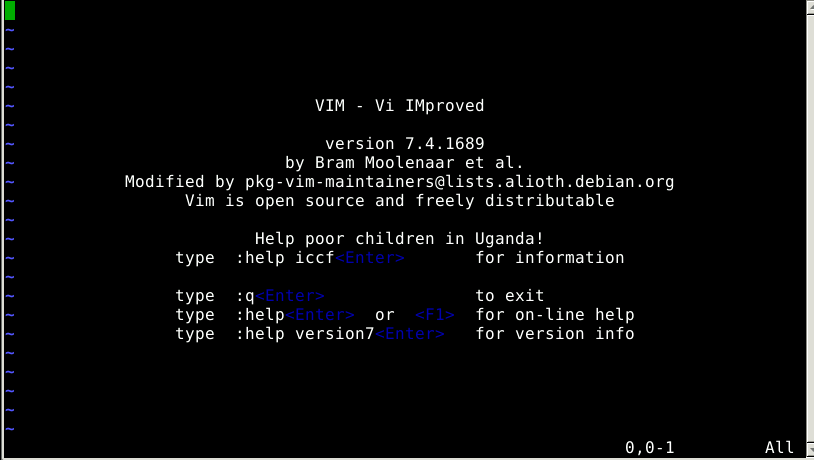 ~
~
~
~
~ VIM - Vi IMproved
~
~ version 7.4.1689
~ by Bram Moolenaar et al.
~ Modified by pkg-vim-maintainers@lists.alioth.debian.org
~ Vim is open source and freely distributable
~
~ Help poor children in Uganda!
~ type :help iccf<Enter> for information
~
~ type :q<Enter> to exit
~ type :help<Enter> or <F1> for on-line help
~ type :help version7<Enter> for version info
~
~
~
~
~
0,0-1 All